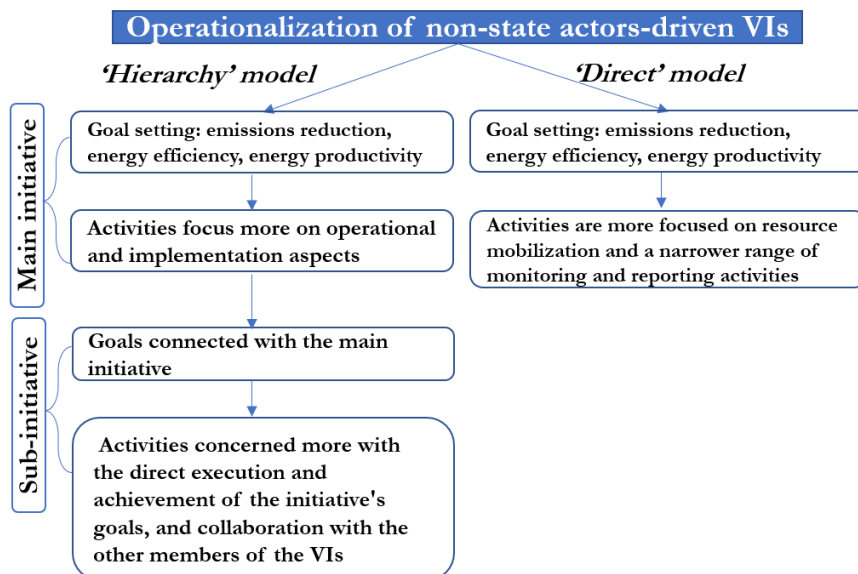 Operationalization of non-state actors-driven VIs
‘Hierarchy’ model
‘Direct’ model
Main initiative
Goal setting: emissions reduction,
energy efficiency, energy productivity
Activities focus more on operational
and implementation aspects
Goal setting: emissions reduction,
energy efficiency, energy productivity
Activities are more focused on resource
mobilization and a narrower range of
monitoring and reporting activities
Sub-initiative
Goals connected with the main
initiative
Activities concerned more with
the direct execution and
achievement of the initiative's
goals, and collaboration with the
other members of the VIs